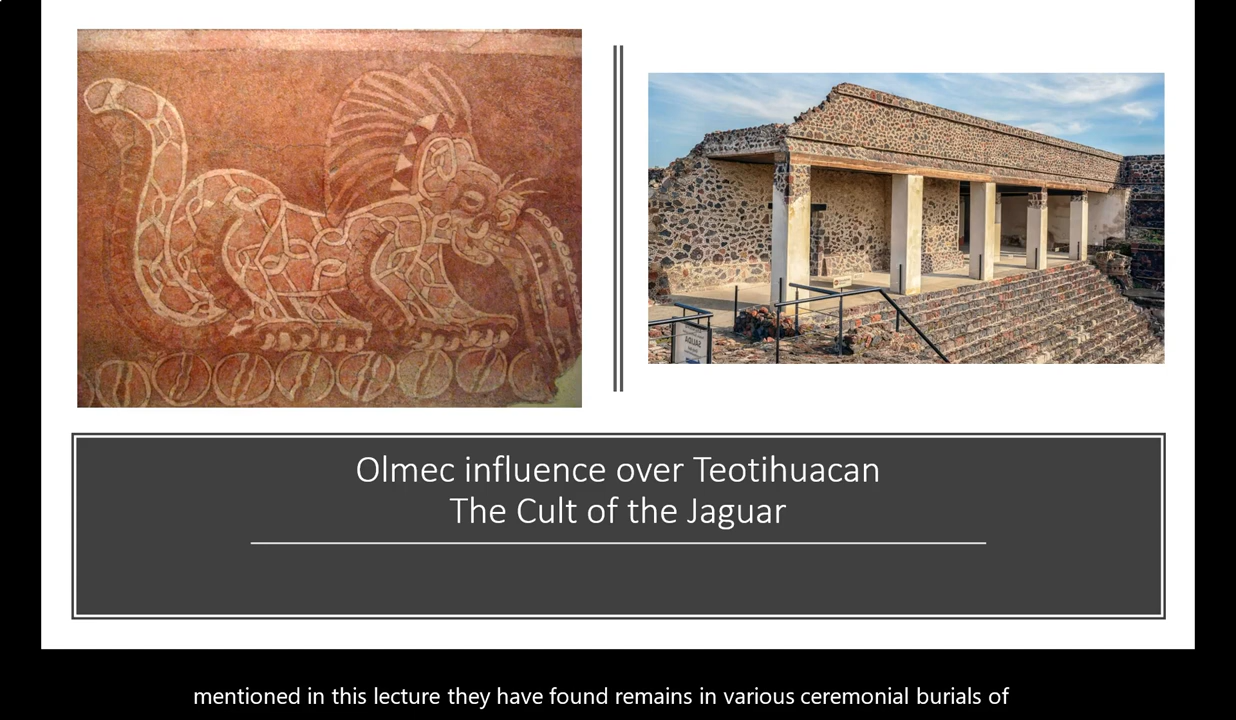 Olmec influence over Teotihuacan
The Cult of the Jaguar
mentioned in this lecture they have found remains in various ceremonial burials of